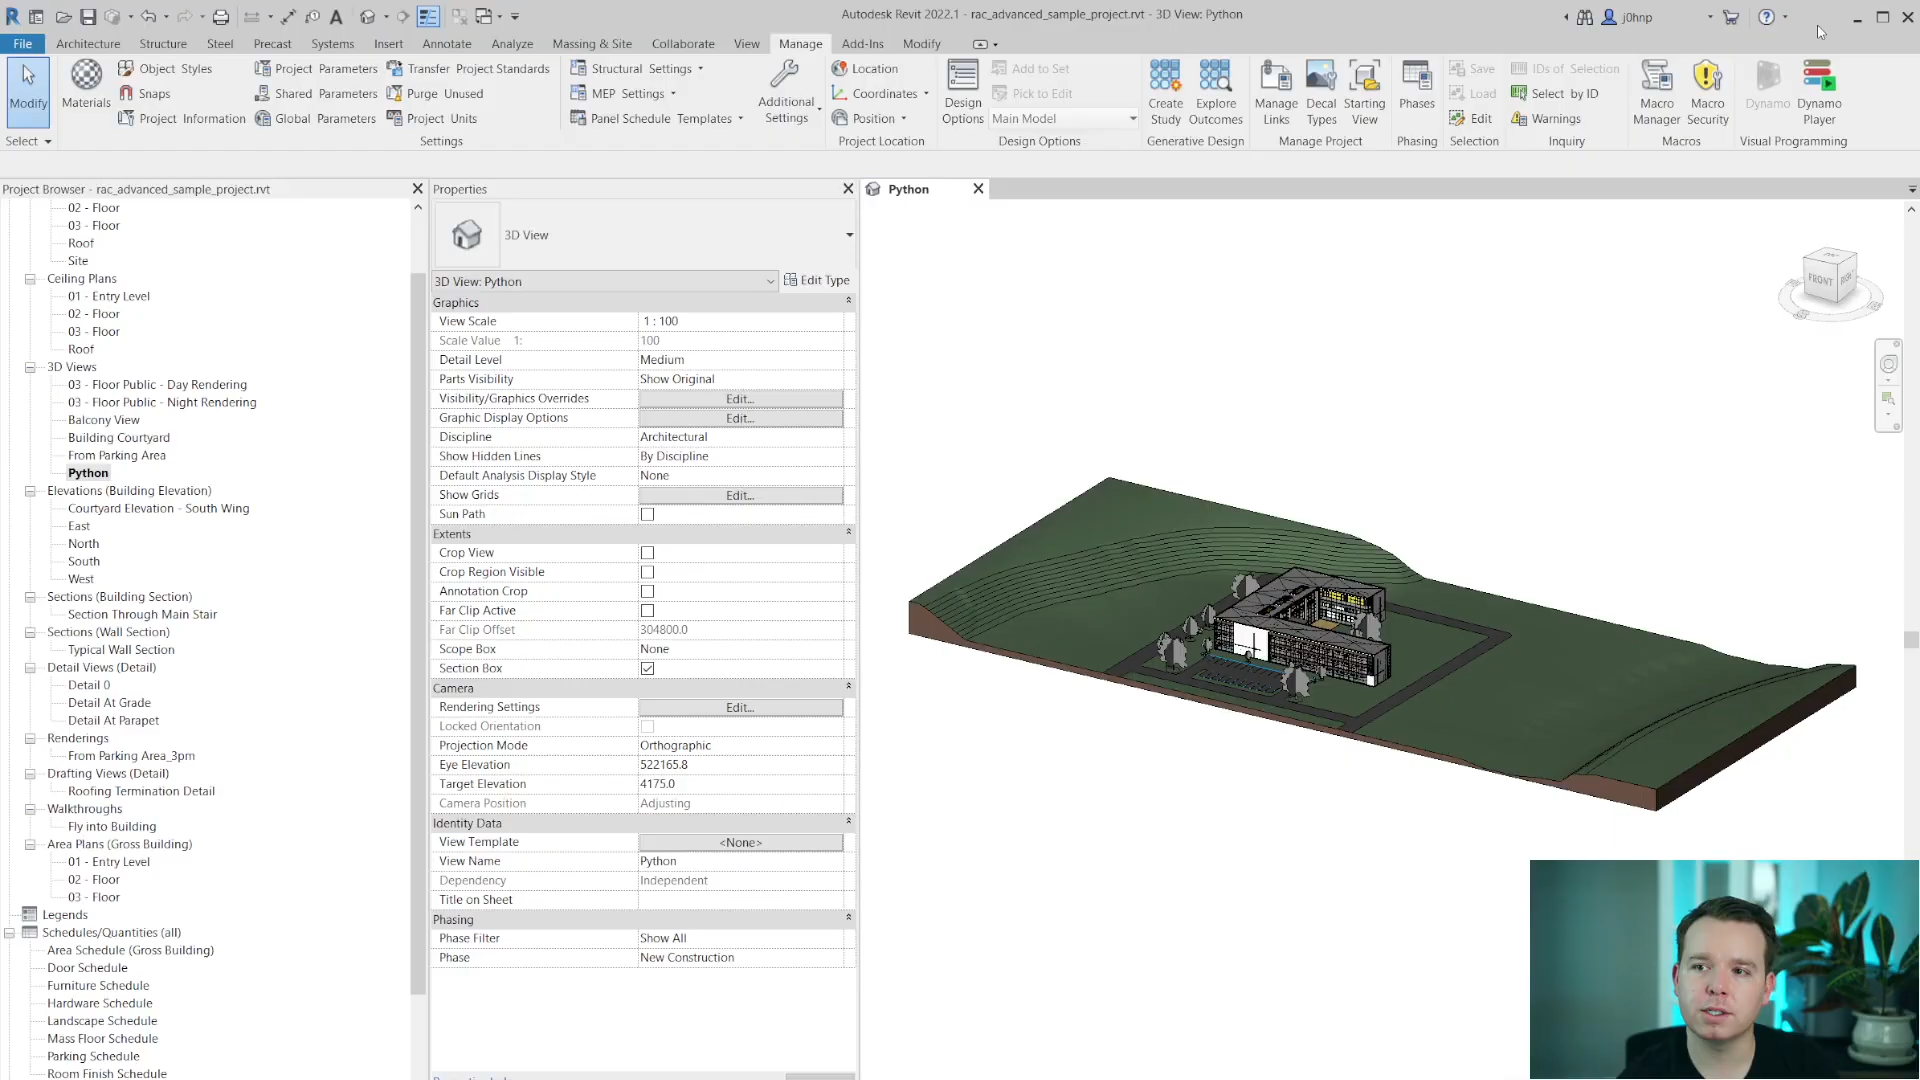 Autodesk Revit 2022.1 - rac_advanced_sample_project.rvt - 3D View: Python
j0hnp
File Architecture Structure Steel Precast Systems Insert Annotate Analyze Massing & Site Collaborate View Manage Add-Ins Modify
Modify
Materials
Object Styles
Snaps
Project Information
Project Parameters
Shared Parameters
Global Parameters
Transfer Project Standards
Purge Unused
Project Units
Structural Settings
MEP Settings
Panel Schedule Templates
Additional
Settings
Location
Coordinates
Position
Design
Options
Add to Set
Pick to Edit
Main Model
Create
Study
Explore
Outcomes
Manage
Links
Decal
Types
Starting
View
Phases
Save
Load
Edit
IDs of Selection
Select by ID
Warnings
Macro
Manager
Macro
Security
Dynamo
Dynamo
Player
Select Settings Project Location Design Options Generative Design Manage Project Phasing Selection Inquiry Macros Visual Programming
Project Browser - rac_advanced_sample_project.rvt
02 - Floor
03 - Floor
Roof
Site
Ceiling Plans
01 - Entry Level
02 - Floor
03 - Floor
Roof
3D Views
03 - Floor Public - Day Rendering
03 - Floor Public - Night Rendering
Balcony View
Building Courtyard
From Parking Area
Python
Elevations (Building Elevation)
Courtyard Elevation - South Wing
East
North
South
West
Sections (Building Section)
Section Through Main Stair
Sections (Wall Section)
Typical Wall Section
Detail Views (Detail)
Detail 0
Detail At Grade
Detail At Parapet
Renderings
From Parking Area_3pm
Drafting Views (Detail)
Roofing Termination Detail
Walkthroughs
Fly into Building
Area Plans (Gross Building)
01 - Entry Level
02 - Floor
03 - Floor
Legends
Schedules/Quantities (all)
Area Schedule (Gross Building)
Door Schedule
Furniture Schedule
Hardware Schedule
Landscape Schedule
Mass Floor Schedule
Parking Schedule
Room Finish Schedule
Properties
3D View
3D View: Python Edit Type
Graphics
View Scale 1 : 100
Scale Value 1: 100
Detail Level Medium
Parts Visibility Show Original
Visibility/Graphics Overrides Edit...
Graphic Display Options Edit...
Discipline Architectural
Show Hidden Lines By Discipline
Default Analysis Display Style None
Show Grids Edit...
Sun Path
Extents
Crop View
Crop Region Visible
Annotation Crop
Far Clip Active
Far Clip Offset 304800.0
Scope Box None
Section Box
Camera
Rendering Settings Edit...
Locked Orientation
Projection Mode Orthographic
Eye Elevation 522165.8
Target Elevation 4175.0
Camera Position Adjusting
Identity Data
View Template <None>
View Name Python
Dependency Independent
Title on Sheet
Phasing
Phase Filter Show All
Phase New Construction
Python
FRONT